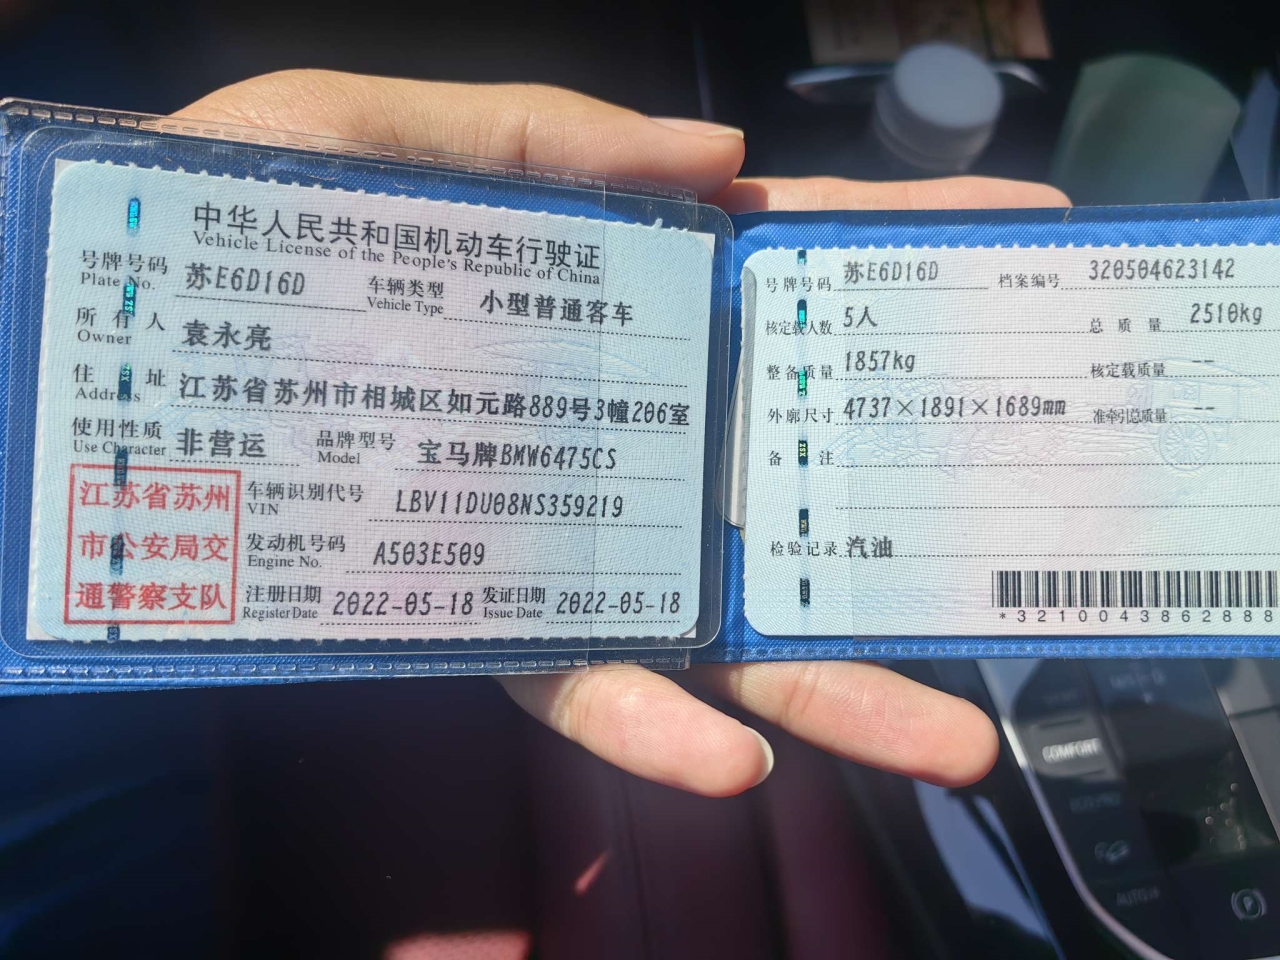 中华人民共和国机动车行驶证
Vehicle License of the People's Republic of China
号牌号码 苏E6D16D 车辆类型 小型普通客车
Plate No. Vehicle Type
所有人 袁永亮
Owner
住址 江苏省苏州市相城区如元路889号3幢206室
Address
使用性质 非营运 品牌型号 宝马牌BMW6475CS
Use Character Model
江苏省苏州
市公安局交
通警察支队
车辆识别代号 LBV11DU08NS359219
VIN
发动机号码 A503E509
Engine No.
注册日期 2022-05-18 发证日期 2022-05-18
Register Date Issue Date
号牌号码 苏E6D16D 档案编号 320504623142
核定载人数 5人 总质量 2510kg
整备质量 1857kg 核定载质量 --
外廓尺寸 4737×1891×1689mm 准牵引总质量 --
备注
检验记录 汽油
*3210043862888
COMFORT